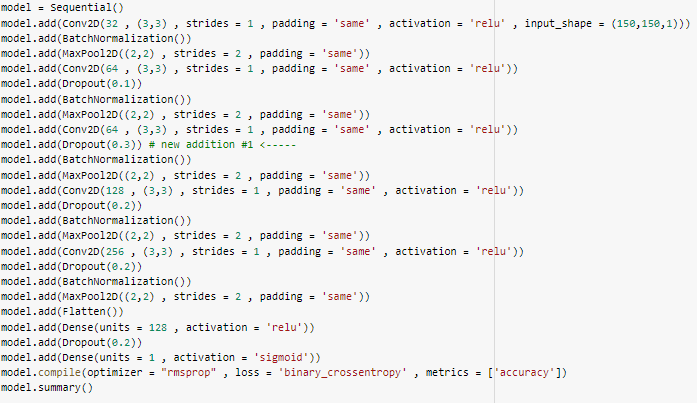 model = Sequential()
model.add(Conv2D(32 , (3,3) , strides = 1 , padding = 'same' , activation = 'relu' , input_shape = (150,150,1)))
model.add(BatchNormalization())
model.add(MaxPool2D((2,2) , strides = 2 , padding = 'same'))
model.add(Conv2D(64 , (3,3) , strides = 1 , padding = 'same' , activation = 'relu'))
model.add(Dropout(0.1))
model.add(BatchNormalization())
model.add(MaxPool2D((2,2) , strides = 2 , padding = 'same'))
model.add(Conv2D(64 , (3,3) , strides = 1 , padding = 'same' , activation = 'relu'))
model.add(Dropout(0.3)) # new addition #1 <-----
model.add(BatchNormalization())
model.add(MaxPool2D((2,2) , strides = 2 , padding = 'same'))
model.add(Conv2D(128 , (3,3) , strides = 1 , padding = 'same' , activation = 'relu'))
model.add(Dropout(0.2))
model.add(BatchNormalization())
model.add(MaxPool2D((2,2) , strides = 2 , padding = 'same'))
model.add(Conv2D(256 , (3,3) , strides = 1 , padding = 'same' , activation = 'relu'))
model.add(Dropout(0.2))
model.add(BatchNormalization())
model.add(MaxPool2D((2,2) , strides = 2 , padding = 'same'))
model.add(Flatten())
model.add(Dense(units = 128 , activation = 'relu'))
model.add(Dropout(0.2))
model.add(Dense(units = 1 , activation = 'sigmoid'))
model.compile(optimizer = "rmsprop" , loss = 'binary_crossentropy' , metrics = ['accuracy'])
model.summary()